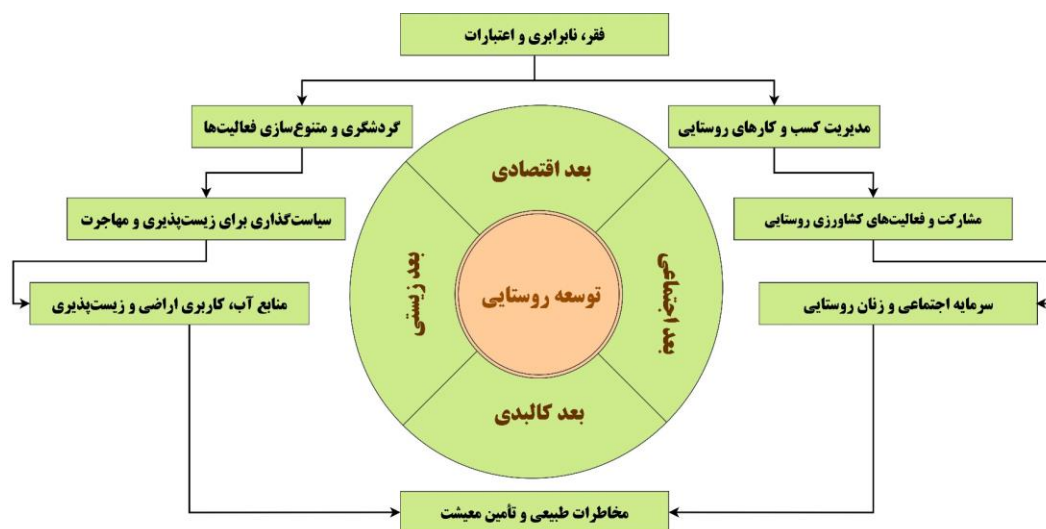 فقر، نابرابری و اعتبارات
مدیریت کسب و کارهای روستایی
گردشگری و متنوع‌سازی فعالیت‌ها
بعد اقتصادی
مشارکت و فعالیت‌های کشاورزی روستایی
سیاست‌گذاری برای زیست‌پذیری و مهاجرت
بعد اجتماعی
توسعه روستایی
بعد زیستی
سرمایه اجتماعی و زنان روستایی
منابع آب، کاربری اراضی و زیست‌پذیری
بعد کالبدی
مخاطرات طبیعی و تأمین معیشت